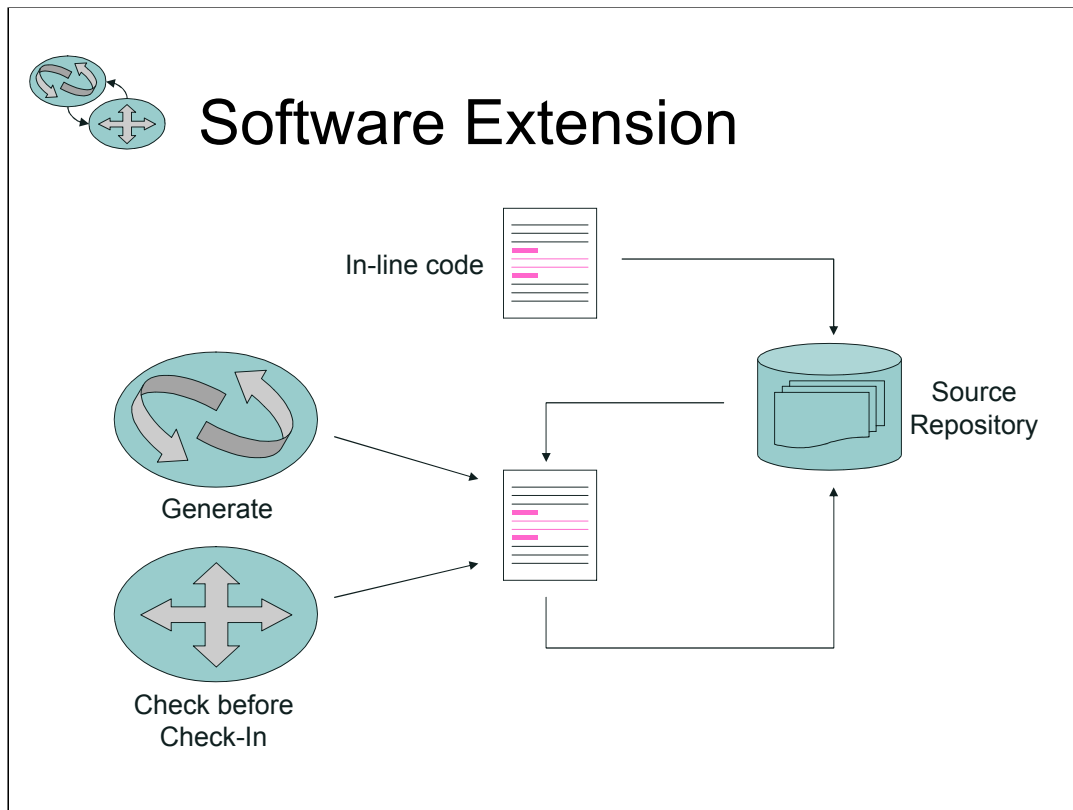 Software Extension
In-line code
Source
Repository
Generate
Check before
Check-In